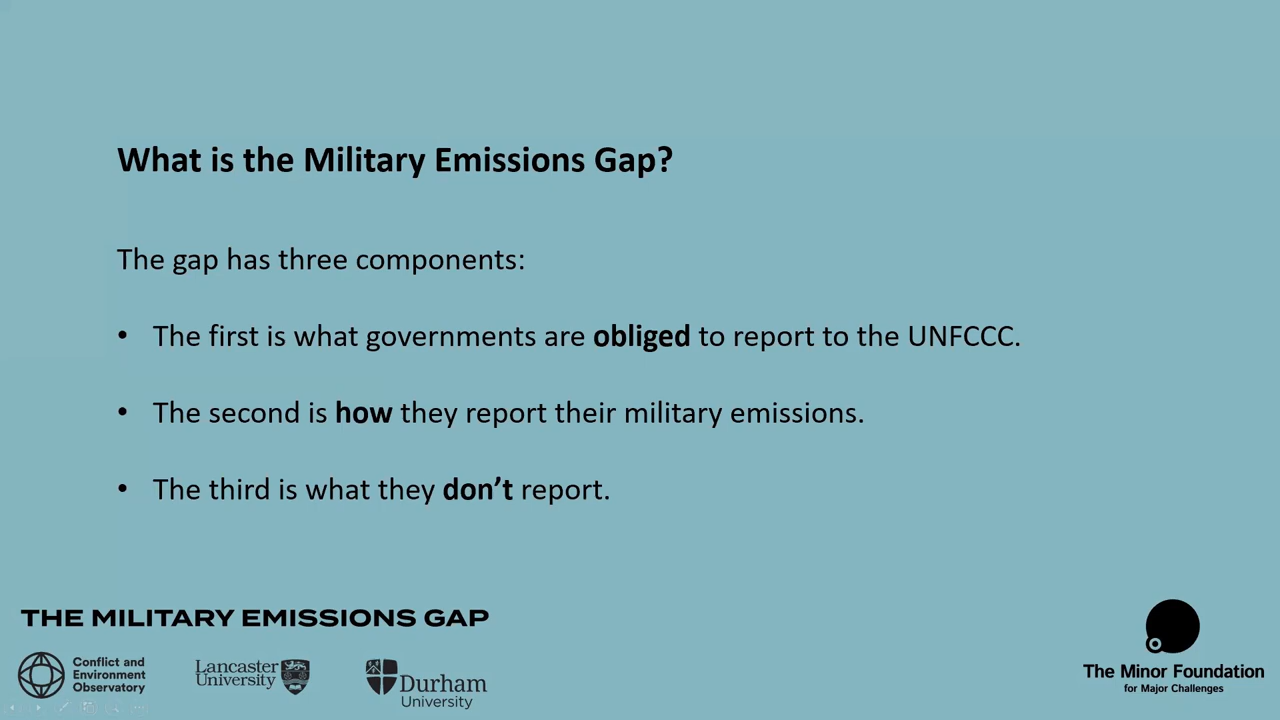 What is the Military Emissions Gap?
The gap has three components:
• The first is what governments are obliged to report to the UNFCCC.
• The second is how they report their military emissions.
• The third is what they don’t report.
THE MILITARY EMISSIONS GAP
Conflict and
Environment
Observatory
Lancaster
University
Durham
University
The Minor Foundation
for Major Challenges